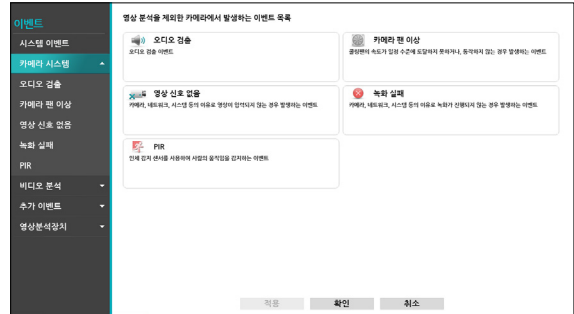 이벤트
시스템 이벤트
카메라 시스템
오디오 검출
카메라 팬 이상
영상 신호 없음
녹화 실패
PIR
비디오 분석
추가 이벤트
영상분석장치
영상 분석을 제외한 카메라에서 발생하는 이벤트 목록
오디오 검출
오디오 검출 이벤트
카메라 팬 이상
쿨링팬의 속도가 일정 수준에 도달하지 못하거나, 동작하지 않는 경우 발생하는 이벤트
영상 신호 없음
카메라, 네트워크, 시스템 등의 이유로 영상이 입력되지 않는 경우 발생하는 이벤트
녹화 실패
카메라, 네트워크, 시스템 등의 이유로 녹화가 진행되지 않는 경우 발생하는 이벤트
PIR
인체 감지 센서를 사용하여 사람의 움직임을 감지하는 이벤트
적용
확인
취소